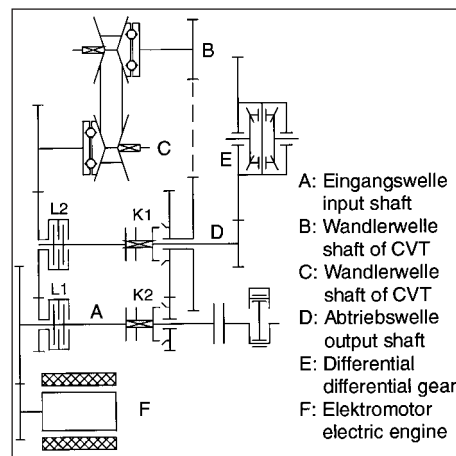 B
C
E
L2
K1
D
L1
A
K2
F
A: Eingangswelle
input shaft
B: Wandlerwelle
shaft of CVT
C: Wandlerwelle
shaft of CVT
D: Abtriebswelle
output shaft
E: Differential
differential gear
F: Elektromotor
electric engine